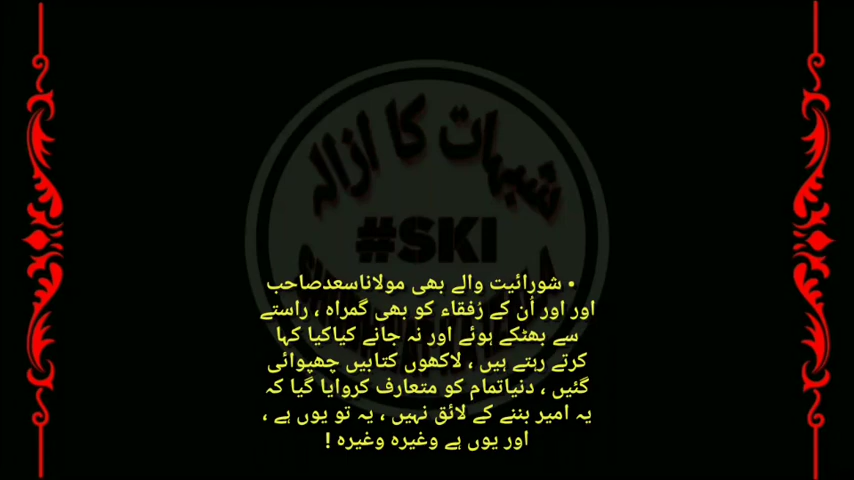 شبہات کا ازالہ
#SKI
• شورائیت والے بھی مولاناسعدصاحب
اور اور اُن کے رُفقاء کو بھی گمراہ ، راستے
سے بھٹکے ہوئے اور نہ جانے کیاکیا کہا
کرتے رہتے ہیں ، لاکھوں کتابیں چھپوائی
گئیں ، دنیاتمام کو متعارف کروایا گیا کہ
یہ امیر بننے کے لائق نہیں ، یہ تو یوں ہے ،
اور یوں ہے وغیرہ وغیرہ !